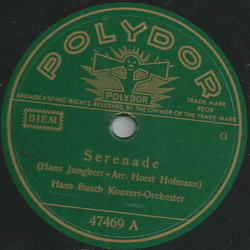 POLYDOR
POLYDOR
TRADE MARK
REGD
BROADCASTING RIGHTS RESERVED BY THE OWNER OF THE TRADE MARK
BIEM
G
Serenade
(Hans Jungherr - Arr. Horst Hofmann)
Hans Busch Konzert-Orchester
47469 A